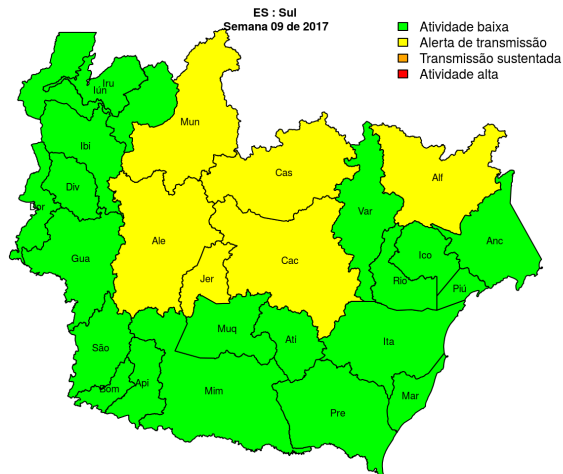 ES : Sul
Semana 09 de 2017
Atividade baixa
Alerta de transmissão
Transmissão sustentada
Atividade alta
Iru
Iún
Mun
Ibi
Cas
Alf
Div
Dor
Var
Ale
Anc
Gua
Ico
Cac
Jer
Rio
Piú
Muq
Ati
Ita
São
Bom
Api
Mim
Mar
Pre